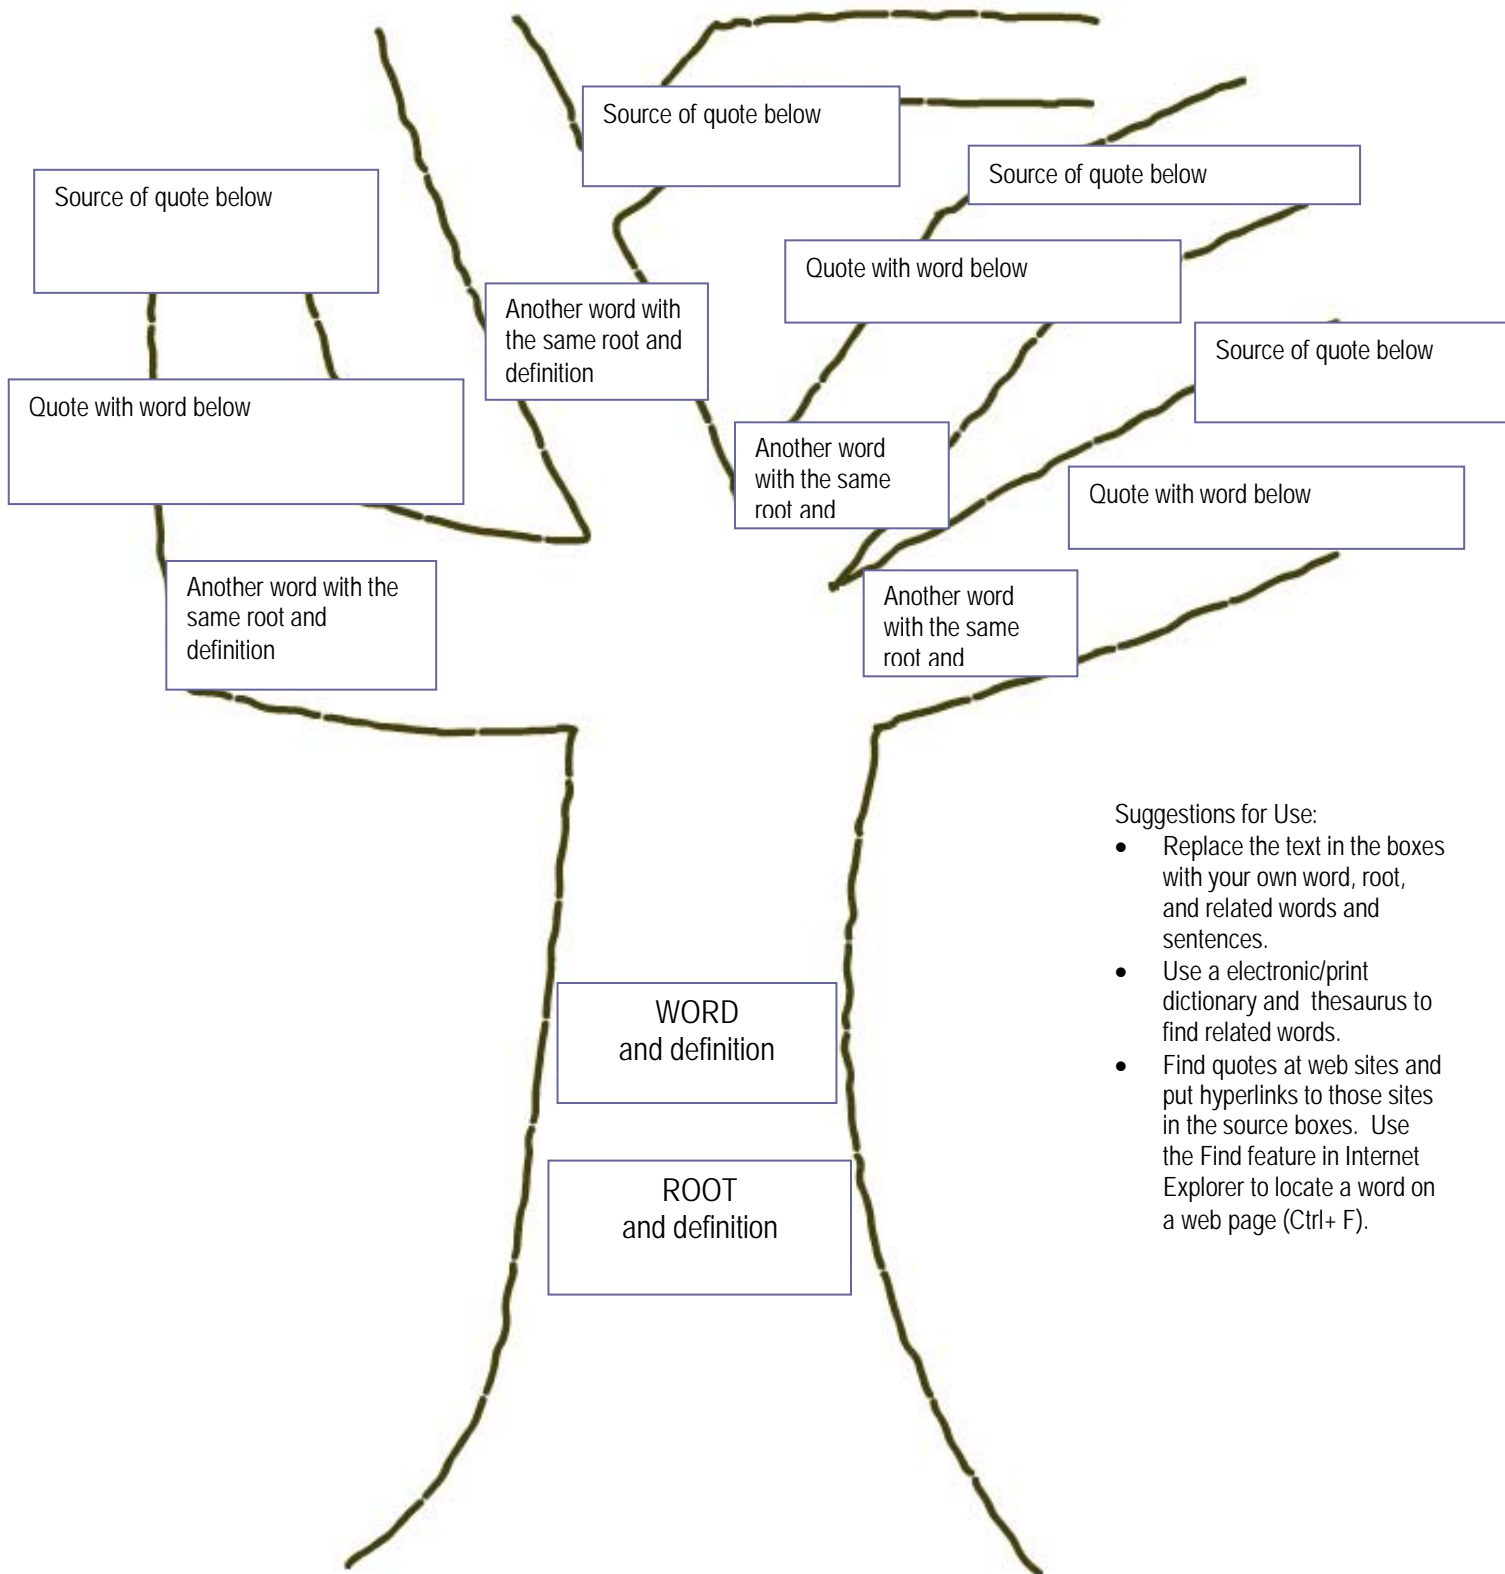 Source of quote below
Source of quote below
Source of quote below
Quote with word below
Another word with
the same root and
definition
Source of quote below
Quote with word below
Another word
with the same
root and
Quote with word below
Another word with the
same root and
definition
Another word
with the same
root and
Suggestions for Use:
• Replace the text in the boxes
with your own word, root,
and related words and
sentences.
• Use a electronic/print
dictionary and thesaurus to
find related words.
• Find quotes at web sites and
put hyperlinks to those sites
in the source boxes. Use
the Find feature in Internet
Explorer to locate a word on
a web page (Ctrl+ F).
WORD
and definition
ROOT
and definition